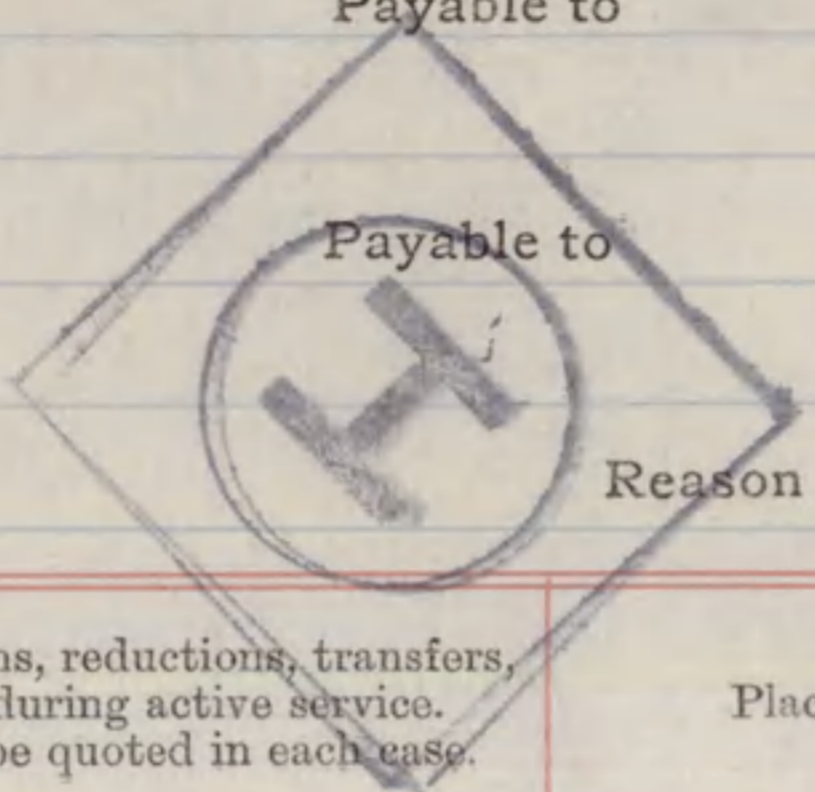 Payable to
Payable to
H
Reason
ns, reductions, transfers,
during active service.
Plac
be quoted in each case.